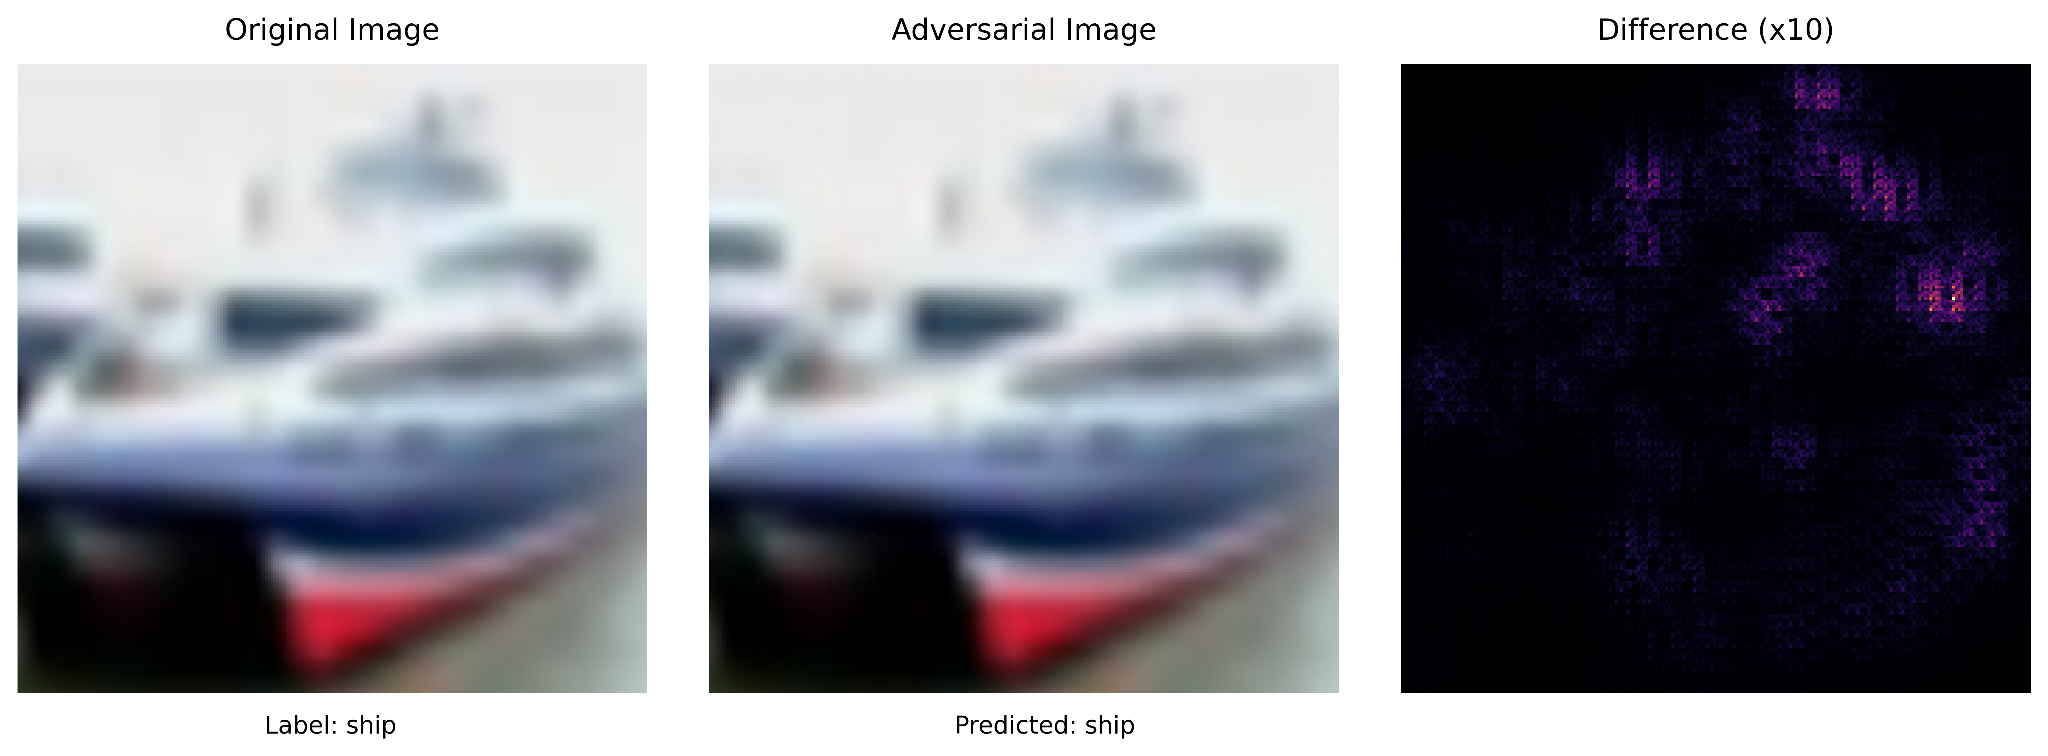 Original Image
Adversarial Image
Difference (x10)
Label: ship
Predicted: ship